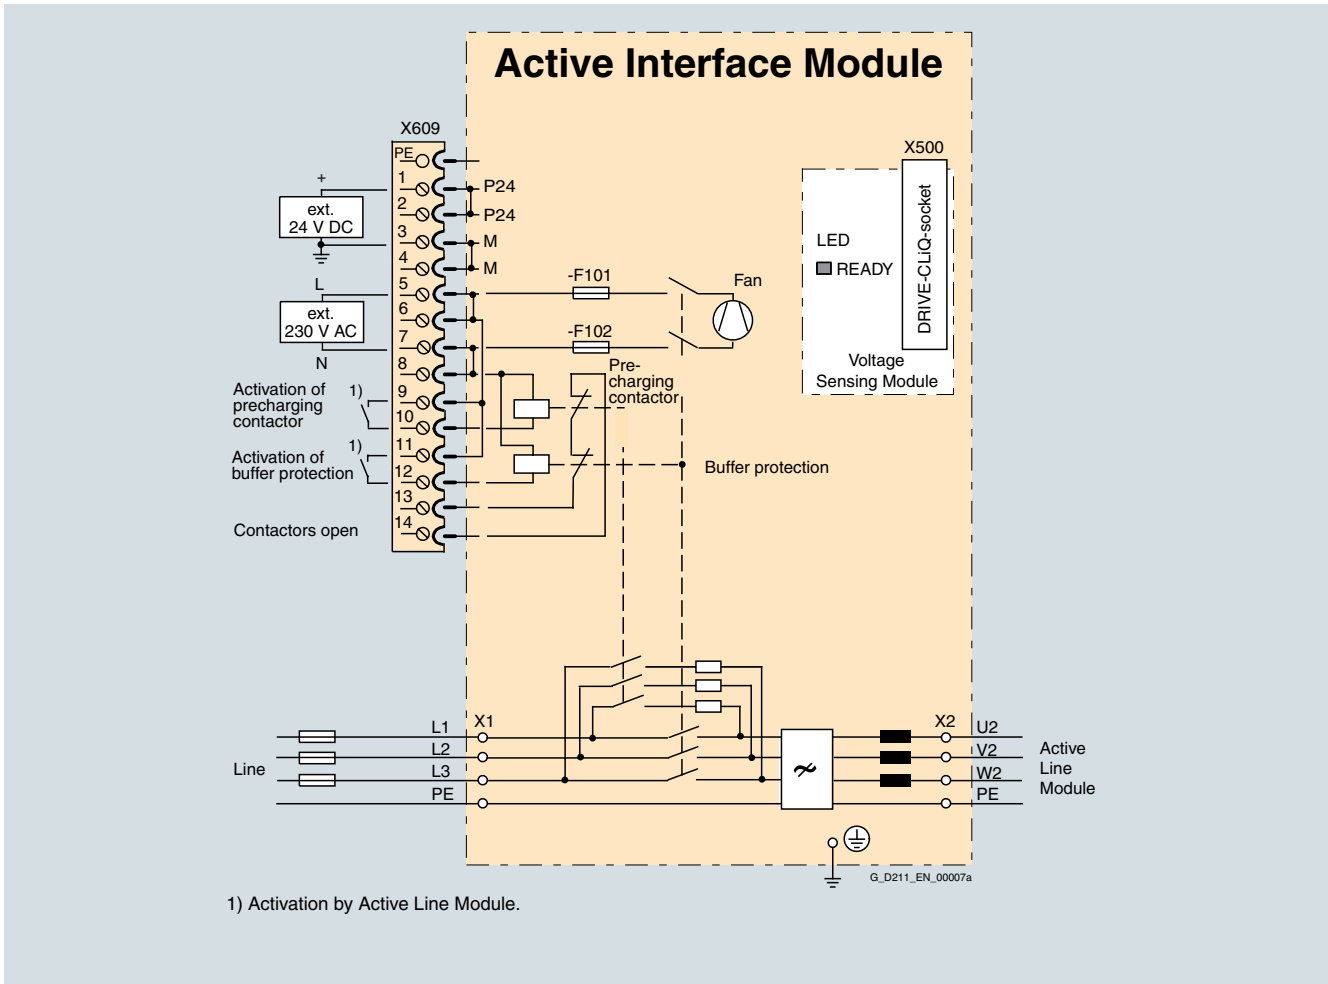 Active Interface Module
X609
PE
1
2
3
4
5
6
7
8
9
10
11
12
13
14
+
ext.
24 V DC
L
ext.
230 V AC
N
Activation of
precharging
contactor
1)
Activation of
buffer protection
1)
Contactors open
P24
P24
M
M
-F101
-F102
Fan
Pre-
charging
contactor
Buffer protection
X500
DRIVE-CLiQ-socket
LED
READY
Voltage
Sensing Module
Line
L1
L2
L3
PE
X1
X2
U2
V2
W2
PE
Active
Line
Module
G_D211_EN_00007a
1) Activation by Active Line Module.